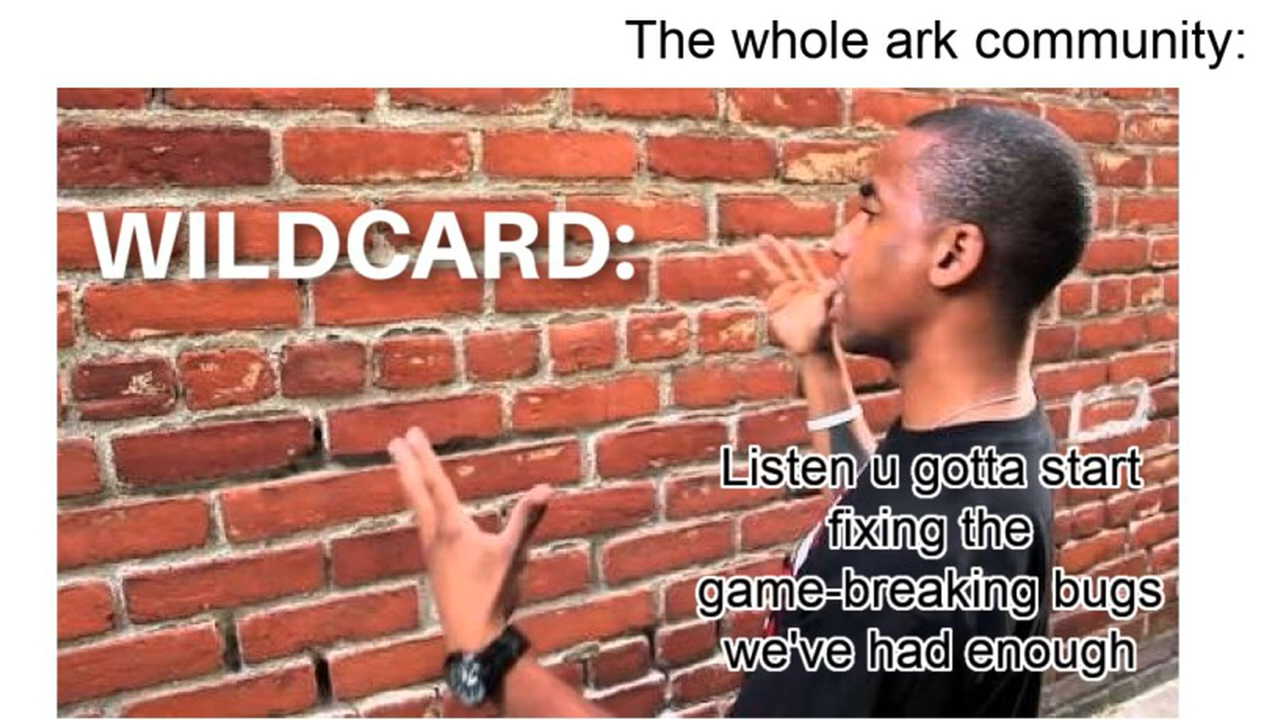 The whole ark community:
WILDCARD:
Listen u gotta start
fixing the
game-breaking bugs
we've had enough